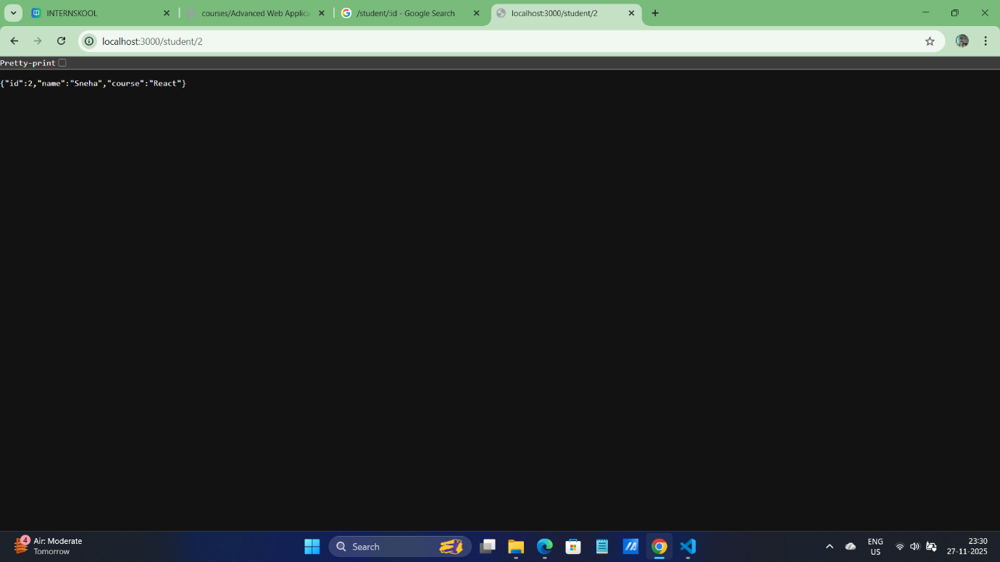 INTERNSKOOL
courses/Advanced Web Applica
/student/:id - Google Search
localhost:3000/student/2
localhost:3000/student/2
Pretty-print
{"id":2,"name":"Sneha","course":"React"}
4
Air: Moderate
Tomorrow
Search
ENG
US
23:30
27-11-2025